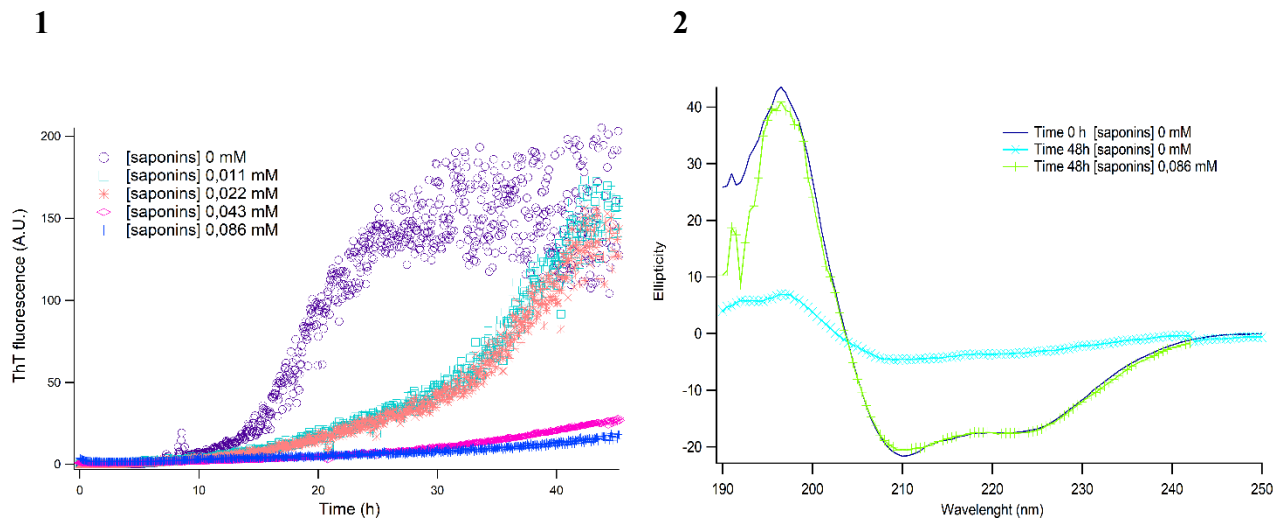 1
ThT fluorescence (A.U.)
200
150
100
50
0
[saponins] 0 mM
[saponins] 0,011 mM
[saponins] 0,022 mM
[saponins] 0,043 mM
[saponins] 0,086 mM
0
10
20
30
40
Time (h)
2
Ellipticity
40
30
20
10
0
-10
-20
Time 0 h [saponins] 0 mM
Time 48h [saponins] 0 mM
Time 48h [saponins] 0,086 mM
190
200
210
220
230
240
250
Wavelenght (nm)